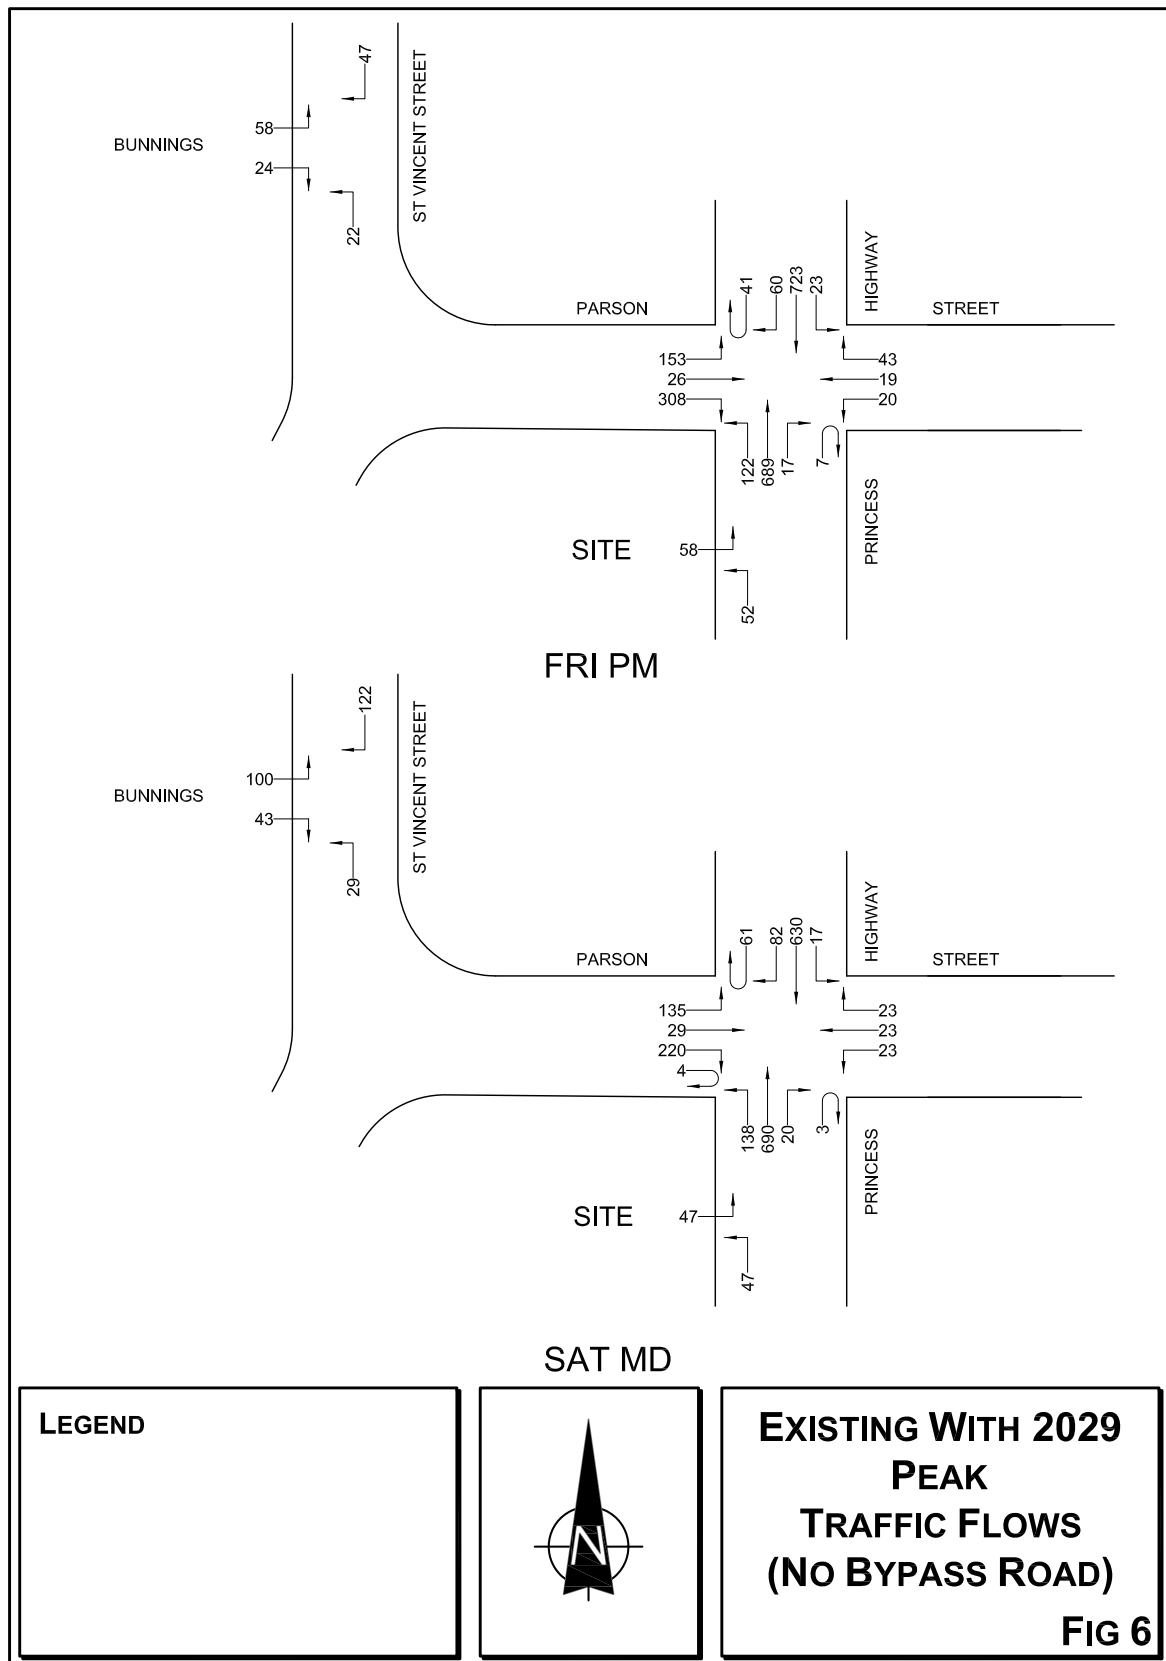 47
ST VINCENT STREET
58
BUNNINGS
24
22
41
60
723
23
HIGHWAY
PARSON
STREET
153
43
26
19
308
20
122
689
17
7
PRINCESS
SITE
58
52
FRI PM
122
ST VINCENT STREET
100
BUNNINGS
43
29
61
82
630
17
HIGHWAY
PARSON
STREET
135
23
29
23
220
23
4
138
690
20
3
PRINCESS
SITE
47
47
SAT MD
LEGEND
N
EXISTING WITH 2029
PEAK
TRAFFIC FLOWS
(NO BYPASS ROAD)
FIG 6